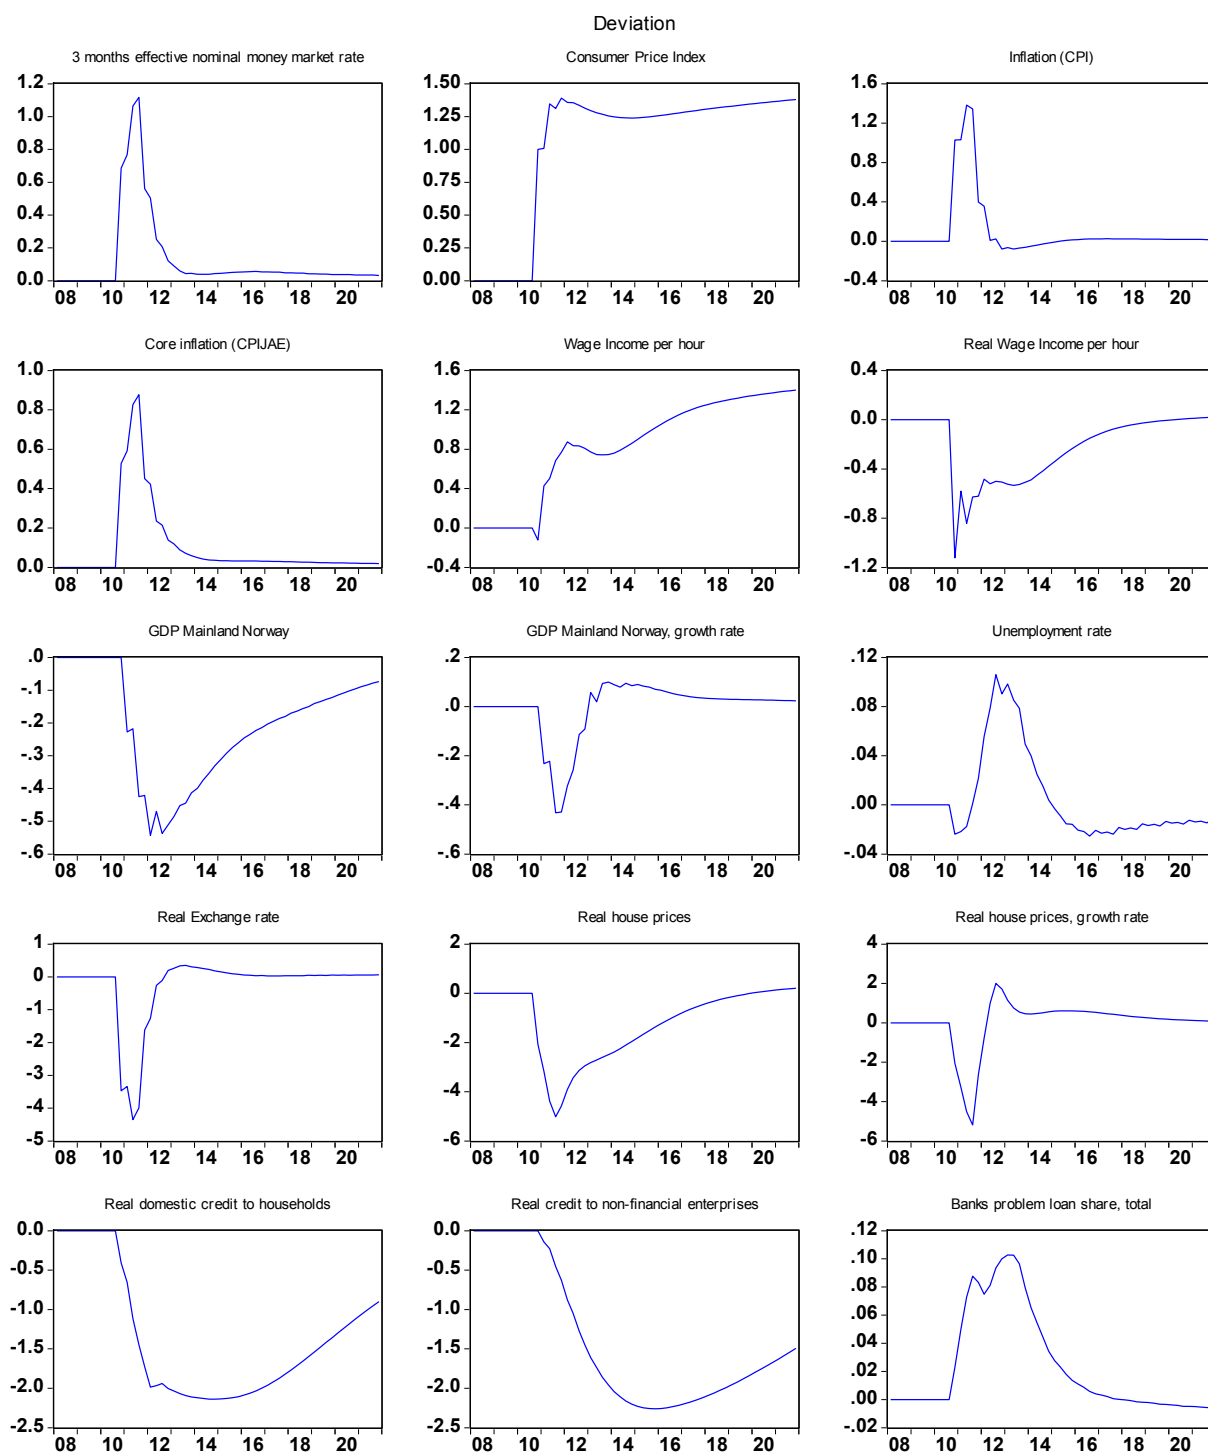 Deviation
3 months effective nominal money market rate
1.2
1.0
0.8
0.6
0.4
0.2
0.0
08 10 12 14 16 18 20
Consumer Price Index
1.50
1.25
1.00
0.75
0.50
0.25
0.00
08 10 12 14 16 18 20
Inflation (CPI)
1.6
1.2
0.8
0.4
0.0
-0.4
08 10 12 14 16 18 20
Core inflation (CPIJAE)
1.0
0.8
0.6
0.4
0.2
0.0
08 10 12 14 16 18 20
Wage Income per hour
1.6
1.2
0.8
0.4
0.0
-0.4
08 10 12 14 16 18 20
Real Wage Income per hour
0.4
0.0
-0.4
-0.8
-1.2
08 10 12 14 16 18 20
GDP Mainland Norway
.0
-.1
-.2
-.3
-.4
-.5
-.6
08 10 12 14 16 18 20
GDP Mainland Norway, growth rate
.2
.0
-.2
-.4
-.6
08 10 12 14 16 18 20
Unemployment rate
.12
.08
.04
.00
-.04
08 10 12 14 16 18 20
Real Exchange rate
1
0
-1
-2
-3
-4
-5
08 10 12 14 16 18 20
Real house prices
2
0
-2
-4
-6
08 10 12 14 16 18 20
Real house prices, growth rate
4
2
0
-2
-4
-6
08 10 12 14 16 18 20
Real domestic credit to households
0.0
-0.5
-1.0
-1.5
-2.0
-2.5
08 10 12 14 16 18 20
Real credit to non-financial enterprises
0.0
-0.5
-1.0
-1.5
-2.0
-2.5
08 10 12 14 16 18 20
Banks problem loan share, total
.12
.10
.08
.06
.04
.02
.00
-.02
08 10 12 14 16 18 20